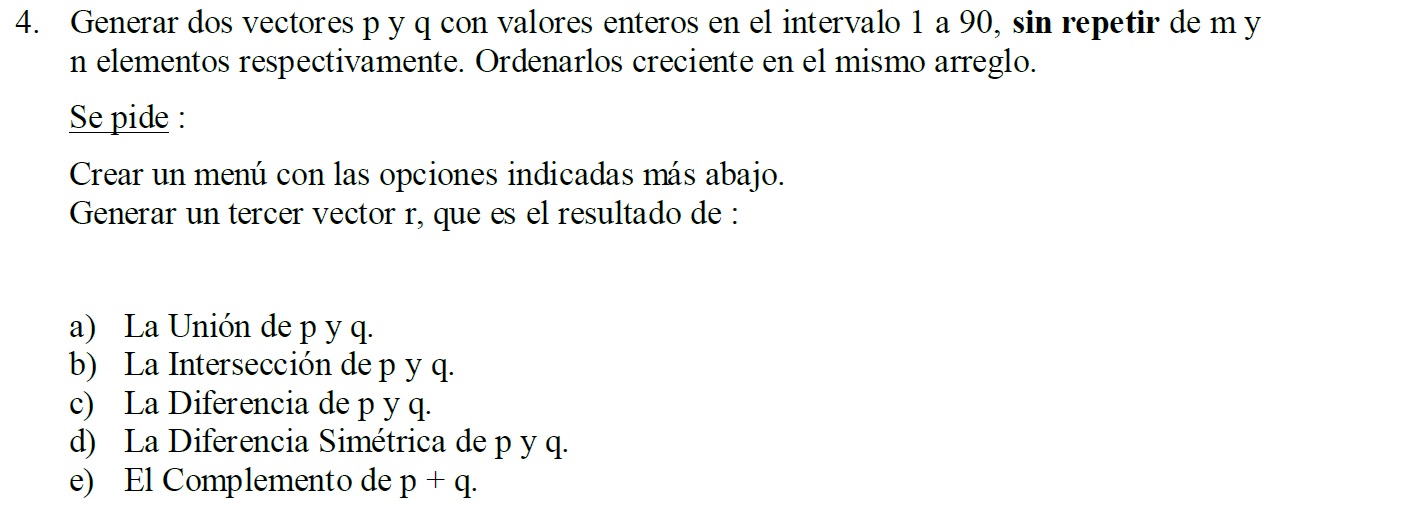 4. Generar dos vectores p y q con valores enteros en el intervalo 1 a 90, sin repetir de m y
n elementos respectivamente. Ordenarlos creciente en el mismo arreglo.
Se pide :
Crear un menú con las opciones indicadas más abajo.
Generar un tercer vector r, que es el resultado de :
a) La Unión de p y q.
b) La Intersección de p y q.
c) La Diferencia de p y q.
d) La Diferencia Simétrica de p y q.
e) El Complemento de p + q.